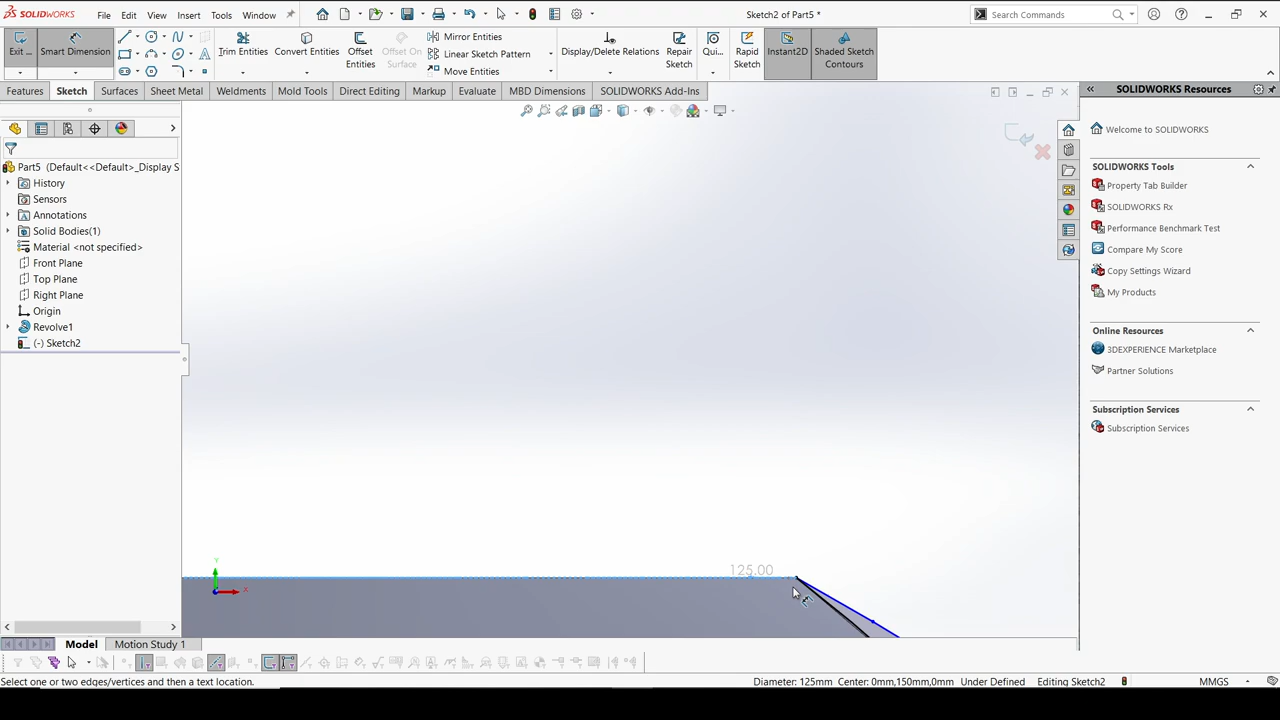 SOLIDWORKS
File Edit View Insert Tools Window
Sketch2 of Part5 *
Search Commands
Exit ...
Smart Dimension
Trim Entities
Convert Entities
Offset Entities
Offset On Surface
Mirror Entities
Linear Sketch Pattern
Move Entities
Display/Delete Relations
Repair Sketch
Qui...
Rapid Sketch
Instant2D
Shaded Sketch Contours
Features Sketch Surfaces Sheet Metal Weldments Mold Tools Direct Editing Markup Evaluate MBD Dimensions SOLIDWORKS Add-Ins
Part5 (Default<<Default>_Display S
History
Sensors
Annotations
Solid Bodies(1)
Material <not specified>
Front Plane
Top Plane
Right Plane
Origin
Revolve1
(-) Sketch2
125.00
Y
X
SOLIDWORKS Resources
Welcome to SOLIDWORKS
SOLIDWORKS Tools
Property Tab Builder
SOLIDWORKS Rx
Performance Benchmark Test
Compare My Score
Copy Settings Wizard
My Products
Online Resources
3DEXPERIENCE Marketplace
Partner Solutions
Subscription Services
Subscription Services
Model Motion Study 1
Select one or two edges/vertices and then a text location.
Diameter: 125mm Center: 0mm,150mm,0mm Under Defined Editing Sketch2 MMGS